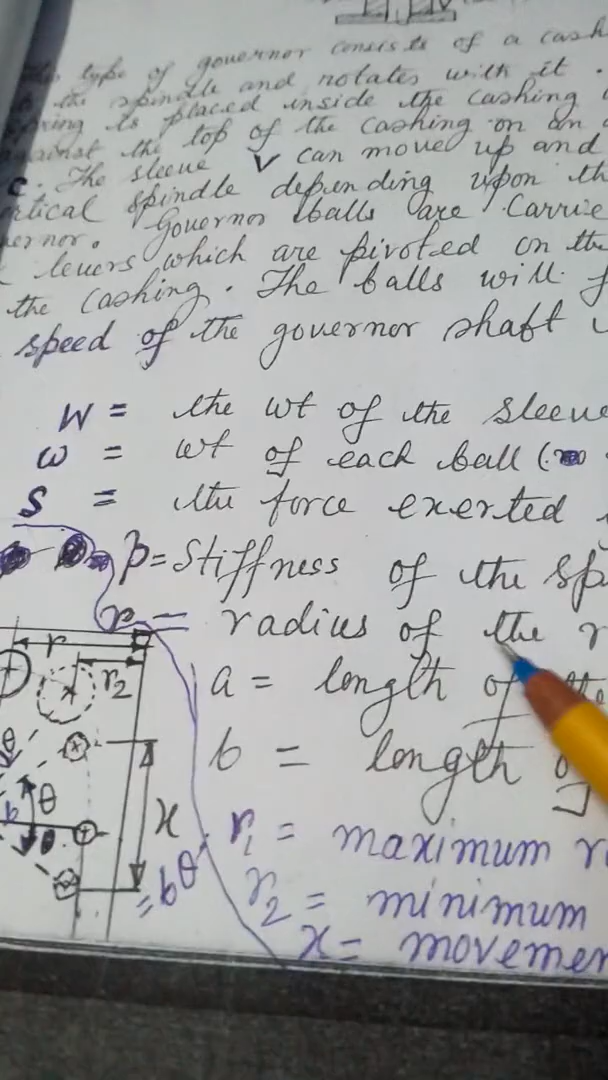 type of governor consists of a cash
the spindle and rotates with it.
is placed inside the cashing
against the top of the cashing on an
c. The sleeve V can move up and
spindle depending upon th
Governor balls are Carrie
levers which are pivoted on the
the cashing. The balls will
speed of the governor shaft
W = the wt of the sleeve
w = wt of each ball (
S = the force exerted
p = Stiffness of the sp
r = radius of the r
a = length of the
b = length of
r1 = maximum r
r2 = minimum
x = movemen
r
r2
θ
b
θ
x
= bθ